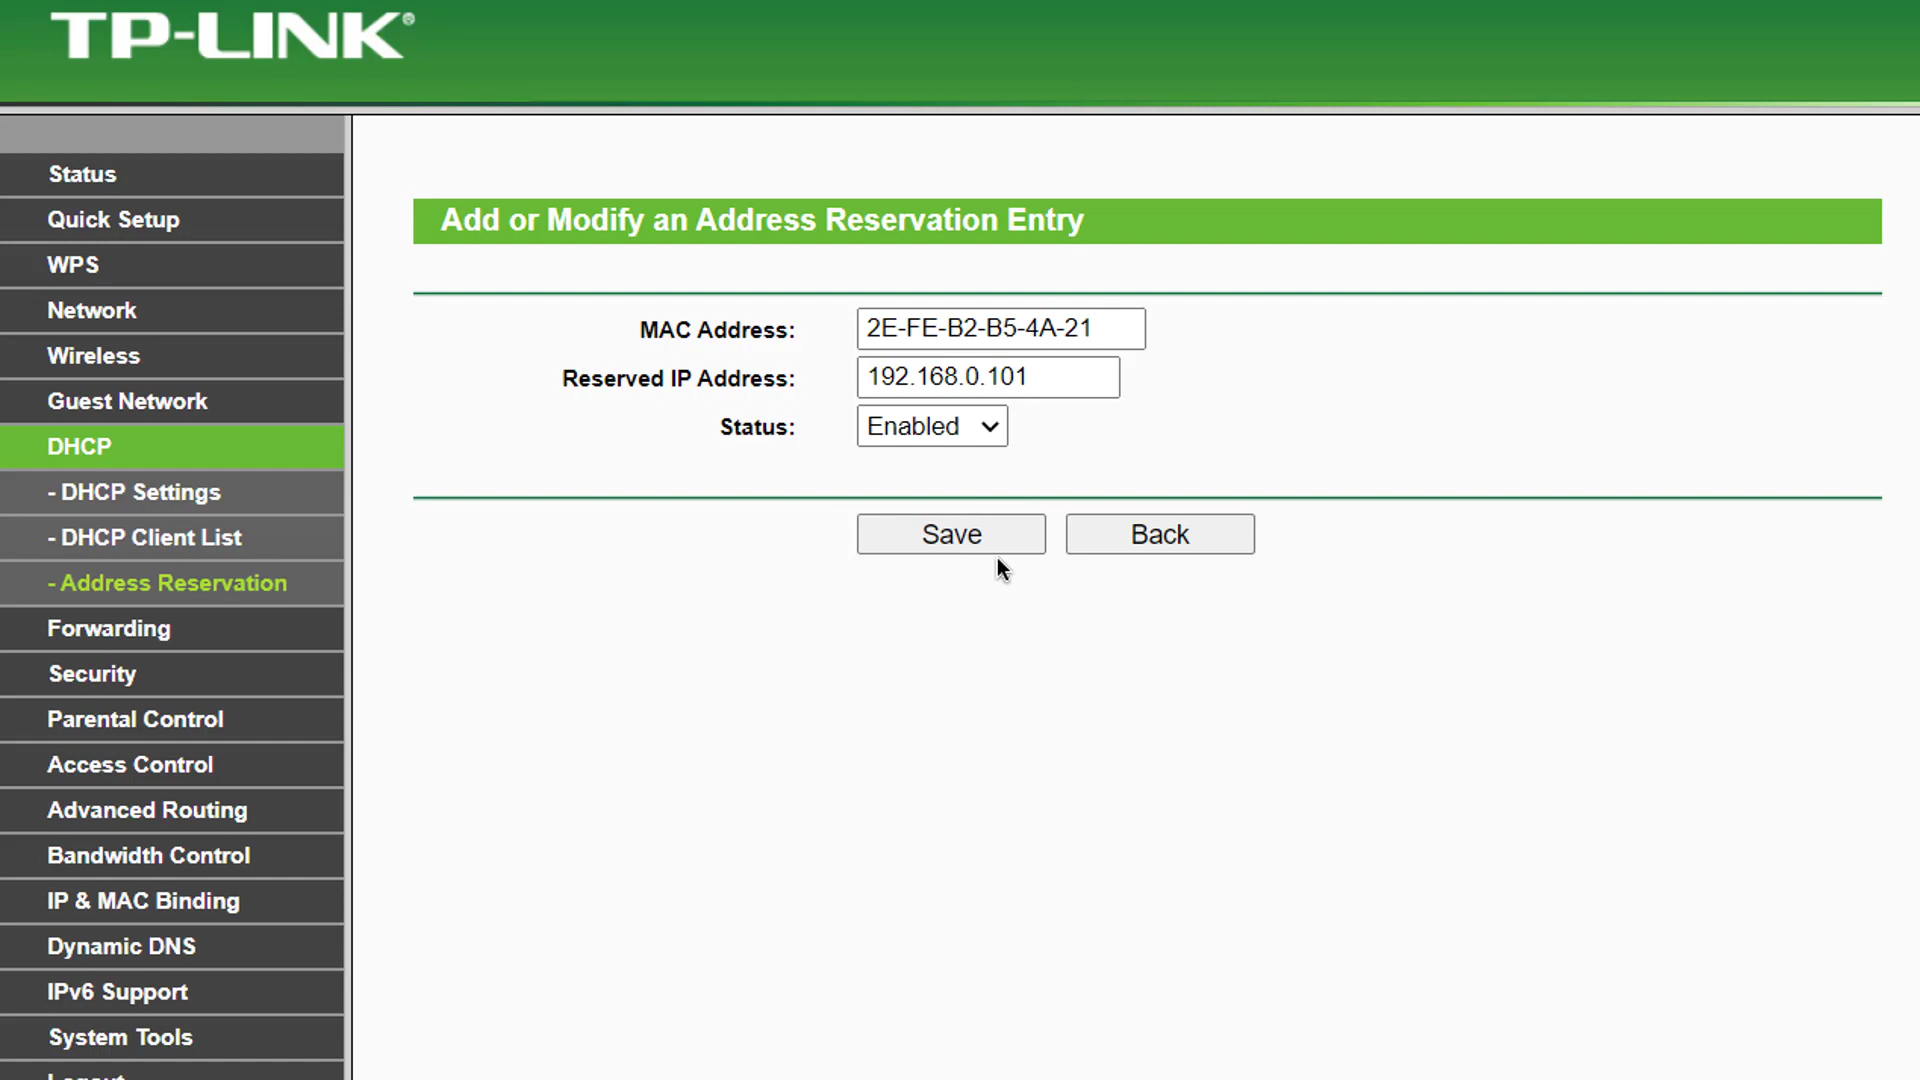 TP-LINK®
Status
Quick Setup
WPS
Network
Wireless
Guest Network
DHCP
- DHCP Settings
- DHCP Client List
- Address Reservation
Forwarding
Security
Parental Control
Access Control
Advanced Routing
Bandwidth Control
IP & MAC Binding
Dynamic DNS
IPv6 Support
System Tools
Logout
Add or Modify an Address Reservation Entry
MAC Address: 2E-FE-B2-B5-4A-21
Reserved IP Address: 192.168.0.101
Status: Enabled
Save Back